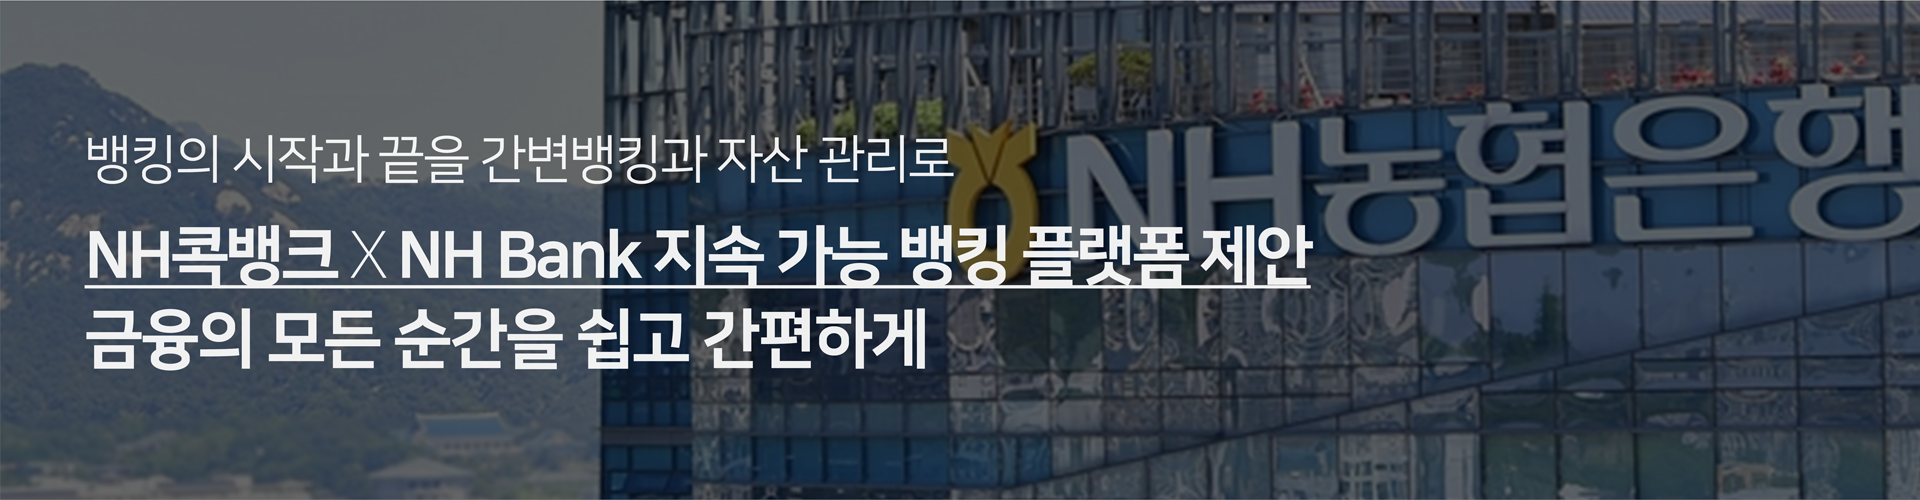 뱅킹의 시작과 끝을 간변뱅킹과 자산 관리로
NH농협은행
NH콕뱅크 X NH Bank 지속 가능 뱅킹 플랫폼 제안
금융의 모든 순간을 쉽고 간편하게